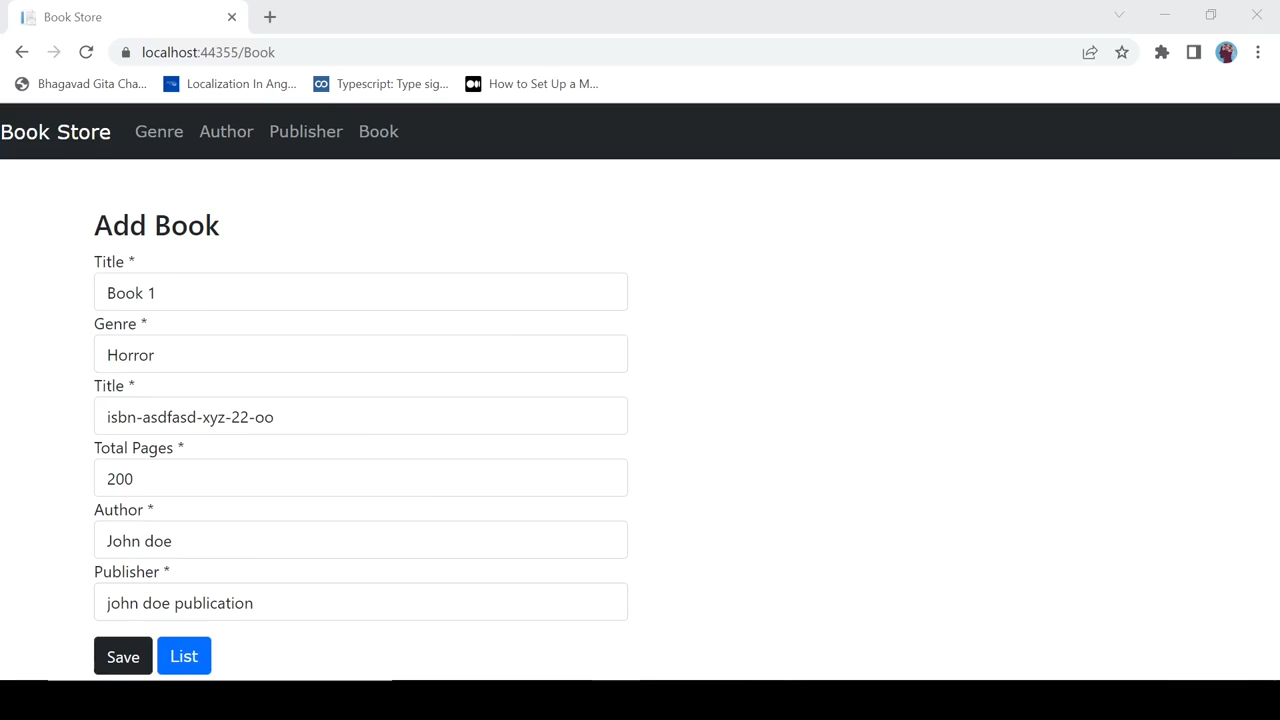 Book Store
localhost:44355/Book
Bhagavad Gita Cha... Localization In Ang... Typescript: Type sig... How to Set Up a M...
Book Store Genre Author Publisher Book
Add Book
Title *
Book 1
Genre *
Horror
Title *
isbn-asdfasd-xyz-22-oo
Total Pages *
200
Author *
John doe
Publisher *
john doe publication
Save List